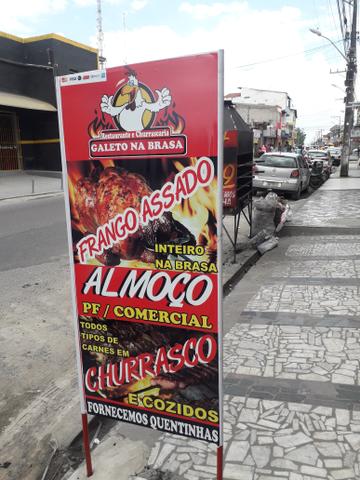 Restaurante e Churrascaria
GALETO NA BRASA
FRANGO ASSADO
INTEIRO
NA BRASA
ALMOÇO
PF / COMERCIAL
TODOS
TIPOS DE
CARNES EM
CHURRASCO
E COZIDOS
FORNECEMOS QUENTINHAS